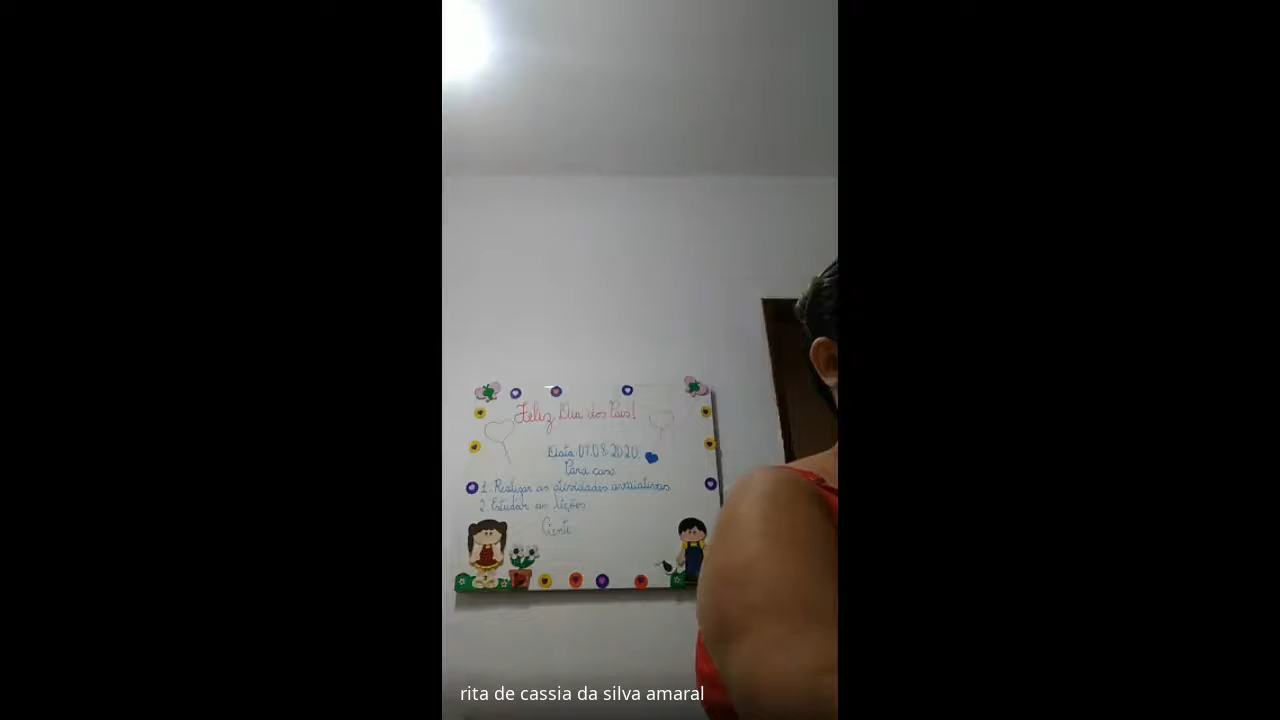 Feliz Dia dos Pais!
Data: 07.08.2020.
Para casa
1. Realizar as atividades avaliativas
2. Estudar as lições
Ciente
rita de cassia da silva amaral